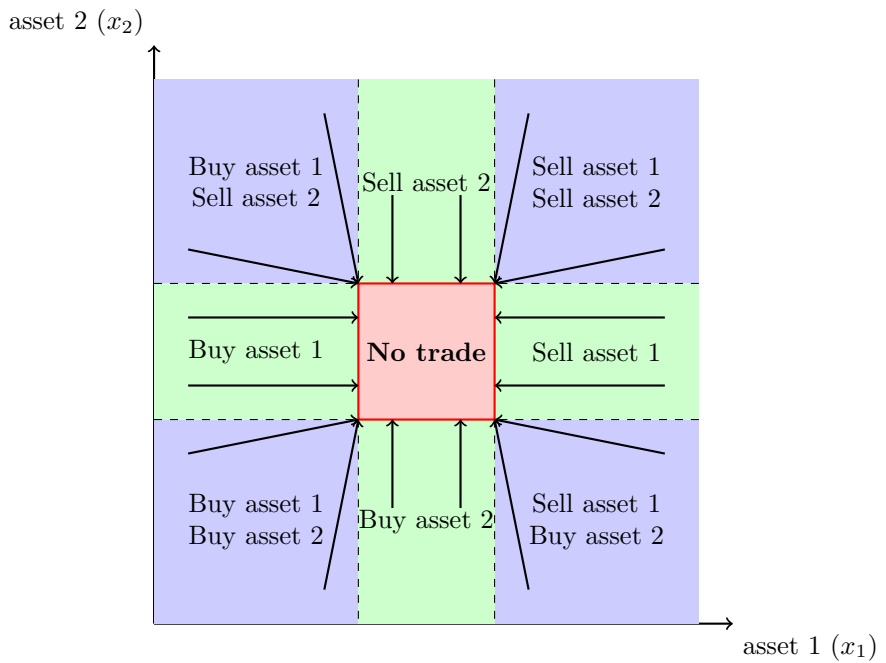 asset 2 (x₂)
Buy asset 1
Sell asset 2
Sell asset 2
Sell asset 1
Sell asset 2
Buy asset 1
No trade
Sell asset 1
Buy asset 1
Buy asset 2
Buy asset 2
Sell asset 1
Buy asset 2
asset 1 (x₁)